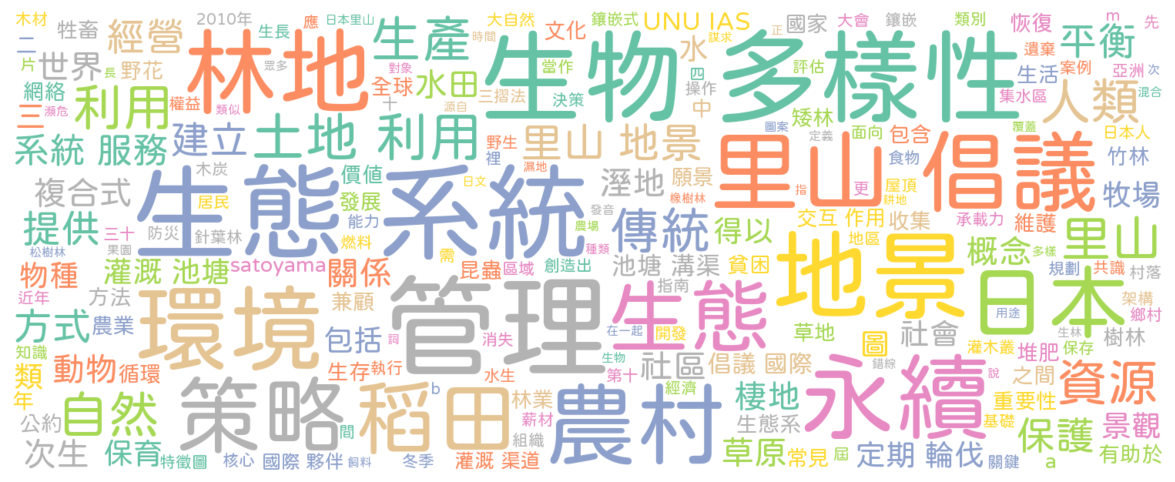 木材 牲畜 2010年 生長 應 日本里山 大自然 鑲嵌式 UNU IAS 國家 大會 鑲嵌 類別 恢復 m 先
二 經營 林地 眾多 時間 生產 生物 多樣性 文化 謀求 正 遺棄 平衡
片 世界 長 野花 對象 水田 當作 水 四 評估 生活 案例 亞洲 次
網絡 利用 權益 全球 十 三摺法 決策 操作 中 集水區 人類 混合
瀕危 三 類似 建立 土地 利用 源自 野生 里山 地景 矮林 圖案 定義 面向 包含 覆蓋 日本人
系統 服務 木炭 裡 濕地 里山 倡議 食物 竹林
複合式 居民 價值 生態 系統 日文 溼地 願景 指 更 屋頂 耕地 牧場
提供 發展 能力 橡樹林 發音 傳統 得以 交互 作用 收集 承載力 維護
松樹林 三十 果園 防災 針葉林 燃料 需 農場 種類 地區 概念 多樣 里山
物種 灌溉 池塘 satoyama 關係 昆蟲 區域 創造出 池塘 溝渠 貧困 地景 日本 規劃 共識 村落
近年 方法 環境 兼顧 管理 生態 指南 用途 架構 鄉村
方式 農業 包括 詞 消失 在一起 開發 草地 社會 生林 樹林
知識 動物 循環 生存 執行 水生 生物 第十 社區 倡議 國際 圖 錯綜 灌木叢 堆肥 保存
類 年 自然 策略 稻田 b 林業 農村 經濟 棲地 永續 說 之間 資源
公約 間 薪材 生態系 重要性 基礎 保護 景觀
次生 保育 特徵圖 核心 國際 夥伴 飼料 冬季 灌溉 渠道 組織 草原 常見 屆 定期 輪伐 關鍵 a 有助於